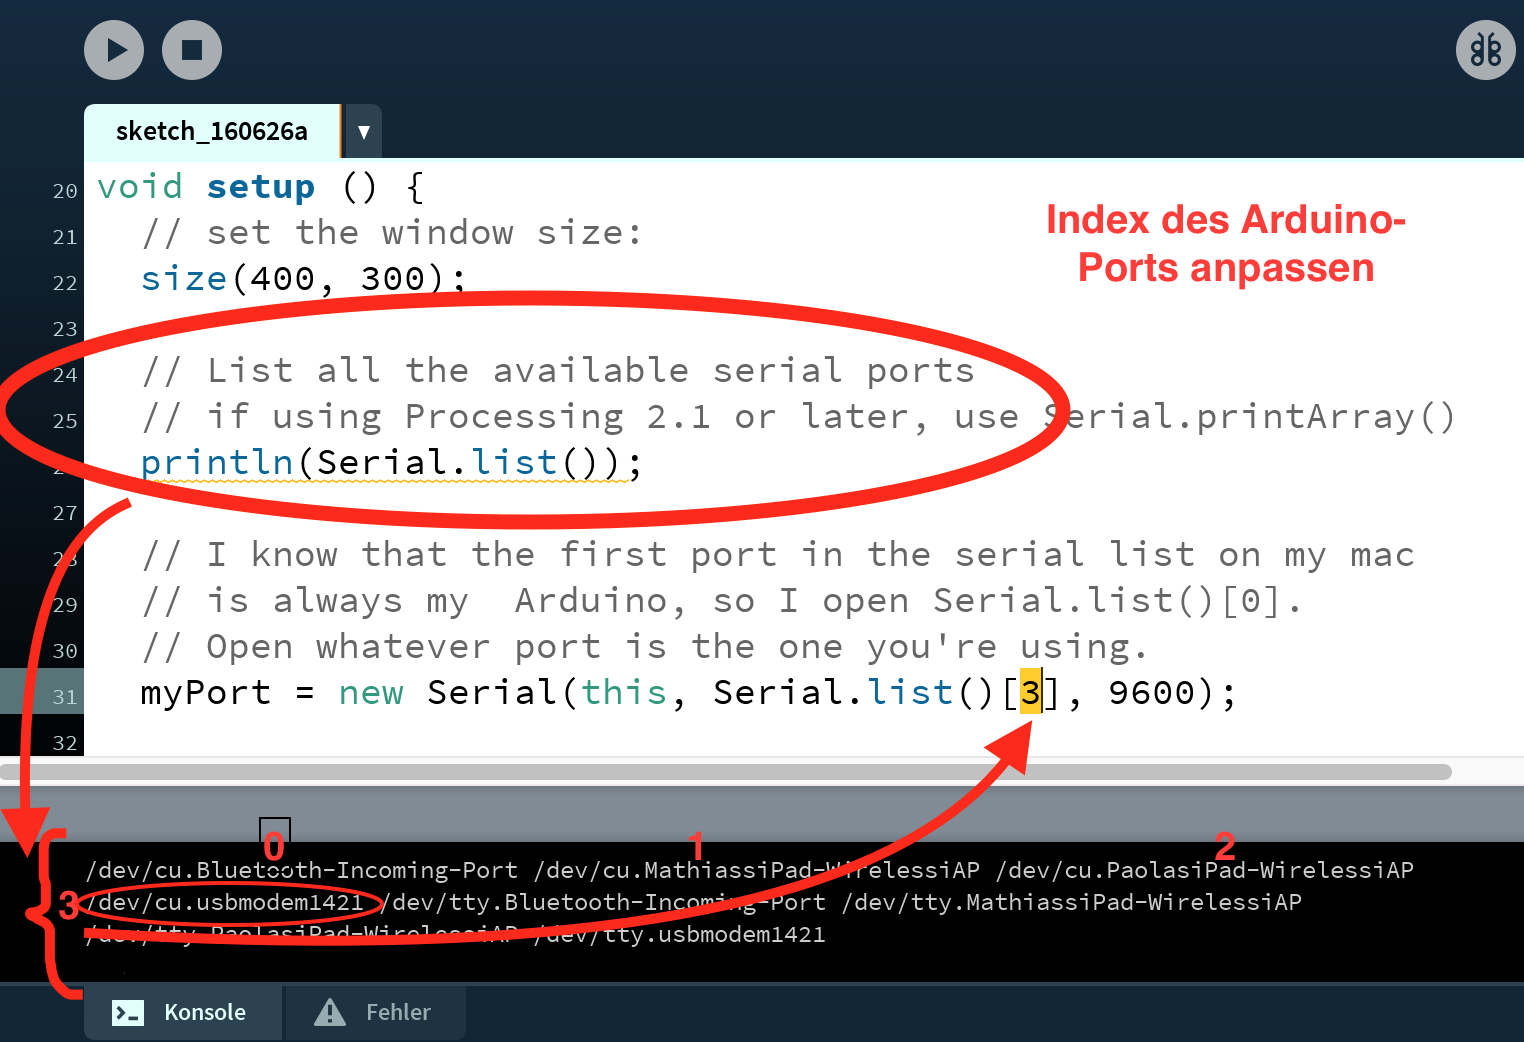 sketch_160626a
20 void setup () {
21 // set the window size:
22 size(400, 300);
Index des Arduino-
Ports anpassen
23
24 // List all the available serial ports
25 // if using Processing 2.1 or later, use Serial.printArray()
println(Serial.list());
27
28 // I know that the first port in the serial list on my mac
29 // is always my  Arduino, so I open Serial.list()[0].
30 // Open whatever port is the one you're using.
31 myPort = new Serial(this, Serial.list()[3], 9600);
32
0 1 2
/dev/cu.Bluetooth-Incoming-Port /dev/cu.MathiassiPad-WirelessiAP /dev/cu.PaolasiPad-WirelessiAP
3 /dev/cu.usbmodem1421 /dev/tty.Bluetooth-Incoming-Port /dev/tty.MathiassiPad-WirelessiAP
/dev/tty.PaolasiPad-WirelessiAP /dev/tty.usbmodem1421
Konsole Fehler